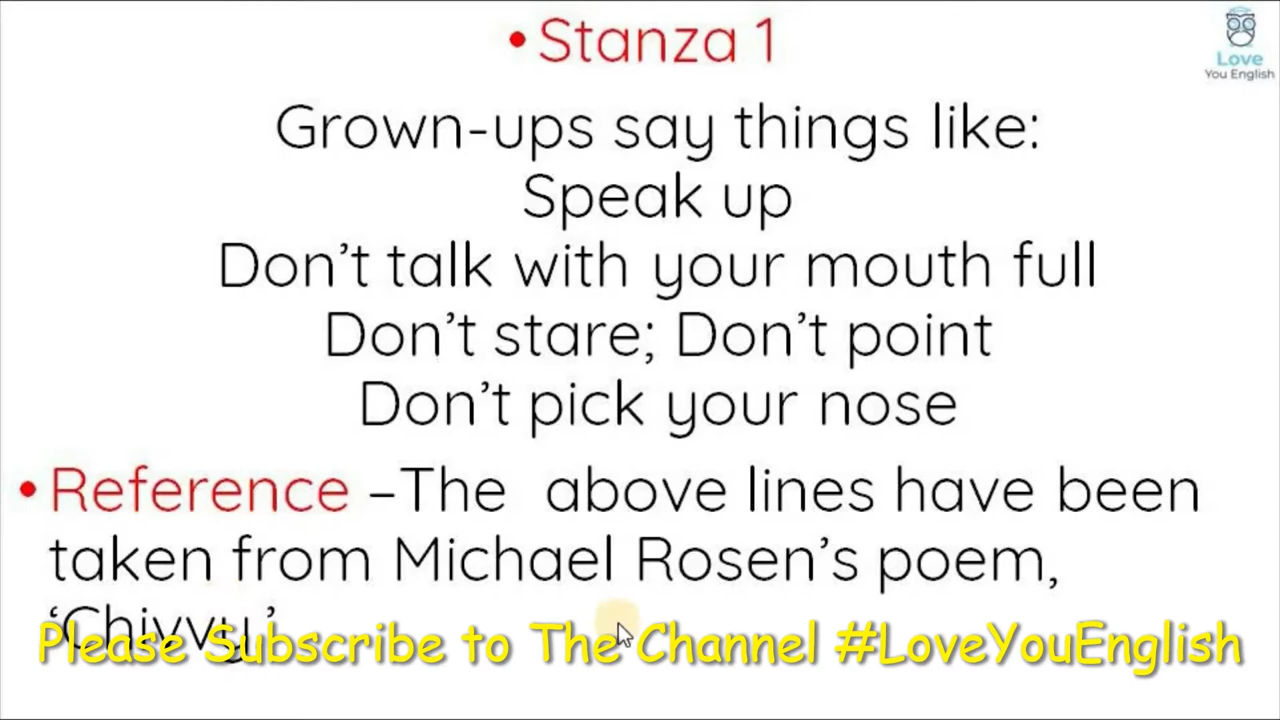 • Stanza 1
Love
You English
Grown-ups say things like:
Speak up
Don’t talk with your mouth full
Don’t stare; Don’t point
Don’t pick your nose
• Reference –The above lines have been
taken from Michael Rosen’s poem,
‘Chivvy’
Please Subscribe to The Channel #LoveYouEnglish